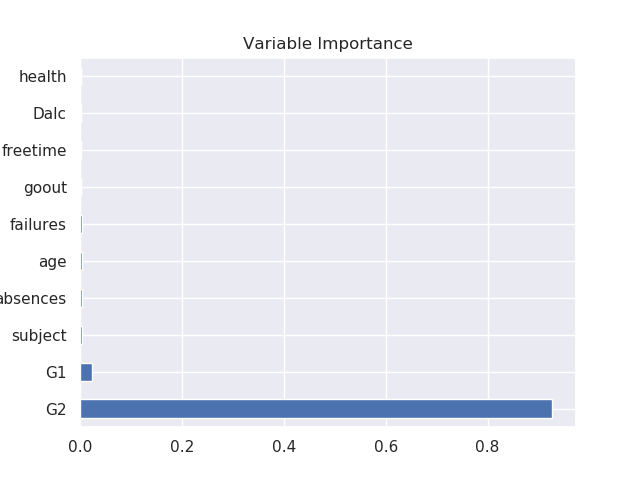 Variable Importance
health
Dalc
freetime
goout
failures
age
absences
subject
G1
G2
0.0 0.2 0.4 0.6 0.8